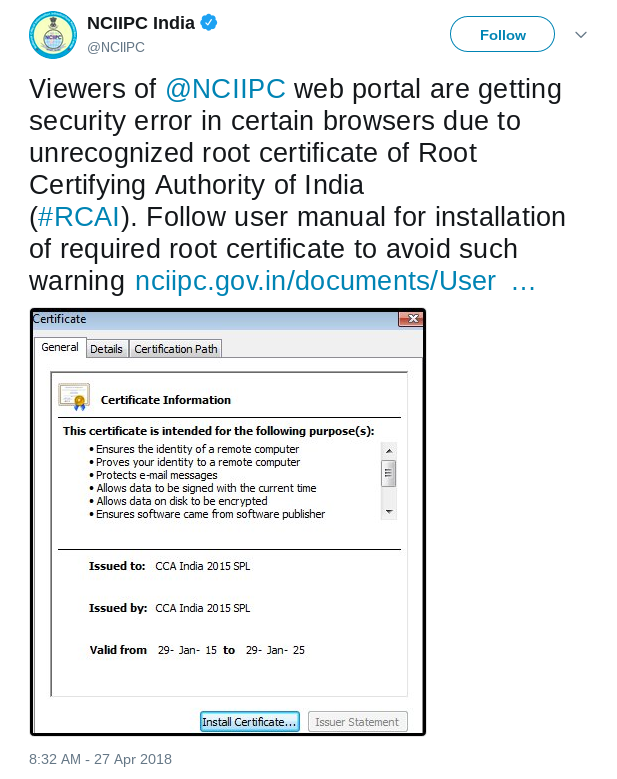 NCIIPC India
@NCIIPC
Follow
Viewers of @NCIIPC web portal are getting
security error in certain browsers due to
unrecognized root certificate of Root
Certifying Authority of India
(#RCAI). Follow user manual for installation
of required root certificate to avoid such
warning nciipc.gov.in/documents/User …
Certificate
General Details Certification Path
Certificate Information
This certificate is intended for the following purpose(s):
• Ensures the identity of a remote computer
• Proves your identity to a remote computer
• Protects e-mail messages
• Allows data to be signed with the current time
• Allows data on disk to be encrypted
• Ensures software came from software publisher
Issued to: CCA India 2015 SPL
Issued by: CCA India 2015 SPL
Valid from 29- Jan- 15 to 29- Jan- 25
Install Certificate... Issuer Statement
8:32 AM - 27 Apr 2018